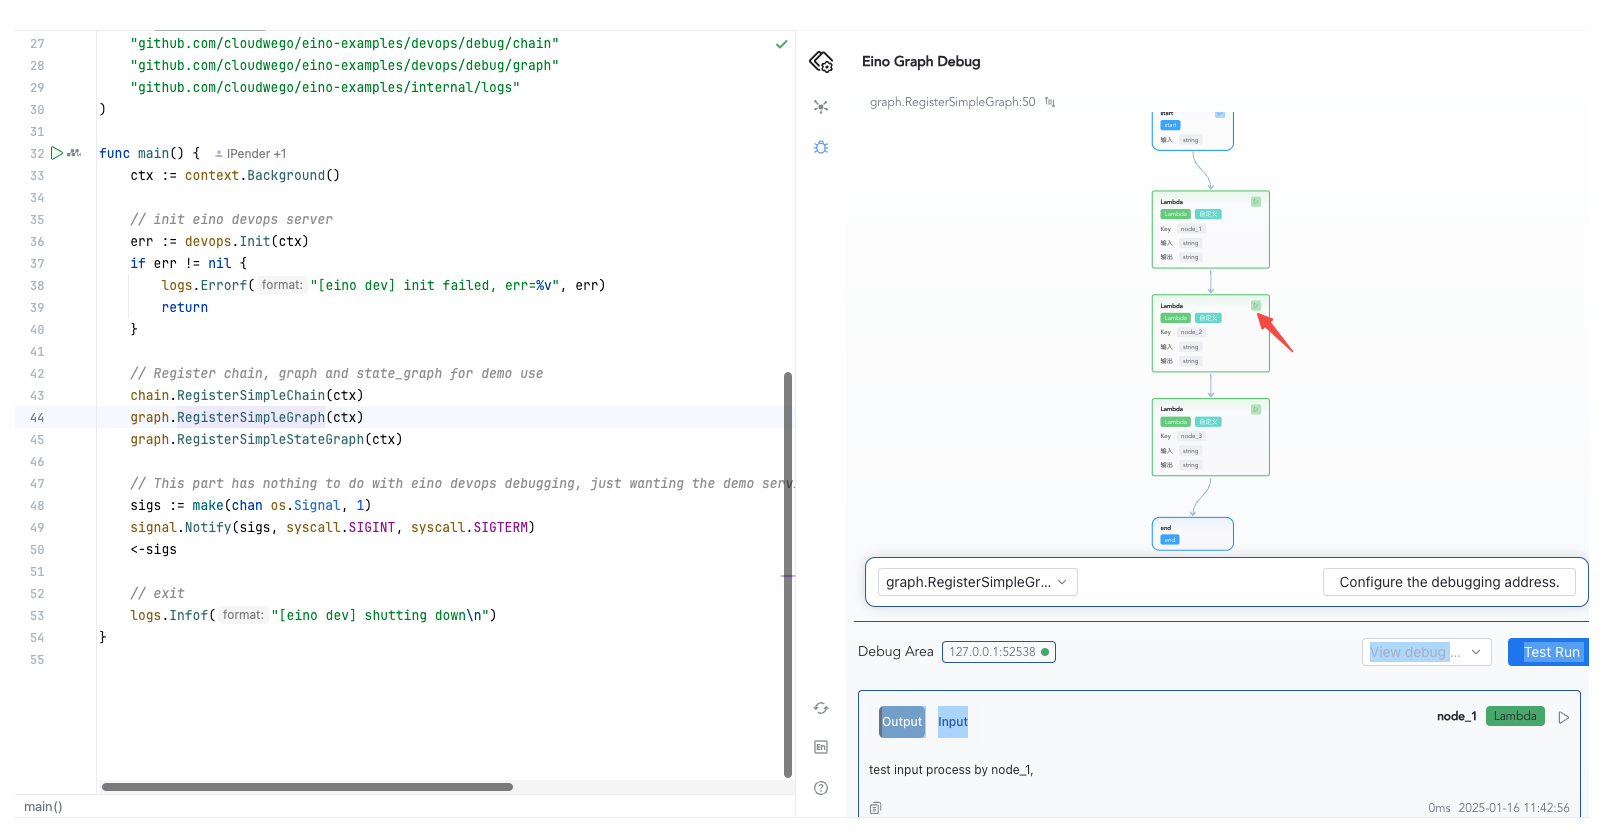 27 "github.com/cloudwego/eino-examples/devops/debug/chain"
28 "github.com/cloudwego/eino-examples/devops/debug/graph"
29 "github.com/cloudwego/eino-examples/internal/logs"
30 )
31
32 func main() { IPender +1
33 ctx := context.Background()
34
35 // init eino devops server
36 err := devops.Init(ctx)
37 if err != nil {
38 logs.Errorf( format: "[eino dev] init failed, err=%v", err)
39 return
40 }
41
42 // Register chain, graph and state_graph for demo use
43 chain.RegisterSimpleChain(ctx)
44 graph.RegisterSimpleGraph(ctx)
45 graph.RegisterSimpleStateGraph(ctx)
46
47 // This part has nothing to do with eino devops debugging, just wanting the demo serv
48 sigs := make(chan os.Signal, 1)
49 signal.Notify(sigs, syscall.SIGINT, syscall.SIGTERM)
50 <-sigs
51
52 // exit
53 logs.Infof( format: "[eino dev] shutting down\n")
54 }
55
main()
Eino Graph Debug
graph.RegisterSimpleGraph:50
start
start
输入 string
Lambda
Lambda 自定义
Key node_1
输入 string
输出 string
Lambda
Lambda 自定义
Key node_2
输入 string
输出 string
Lambda
Lambda 自定义
Key node_3
输入 string
输出 string
end
end
graph.RegisterSimpleGr... Configure the debugging address.
Debug Area 127.0.0.1:52538 View debug ... Test Run
Output Input node_1 Lambda
test input process by node_1,
En
0ms 2025-01-16 11:42:56